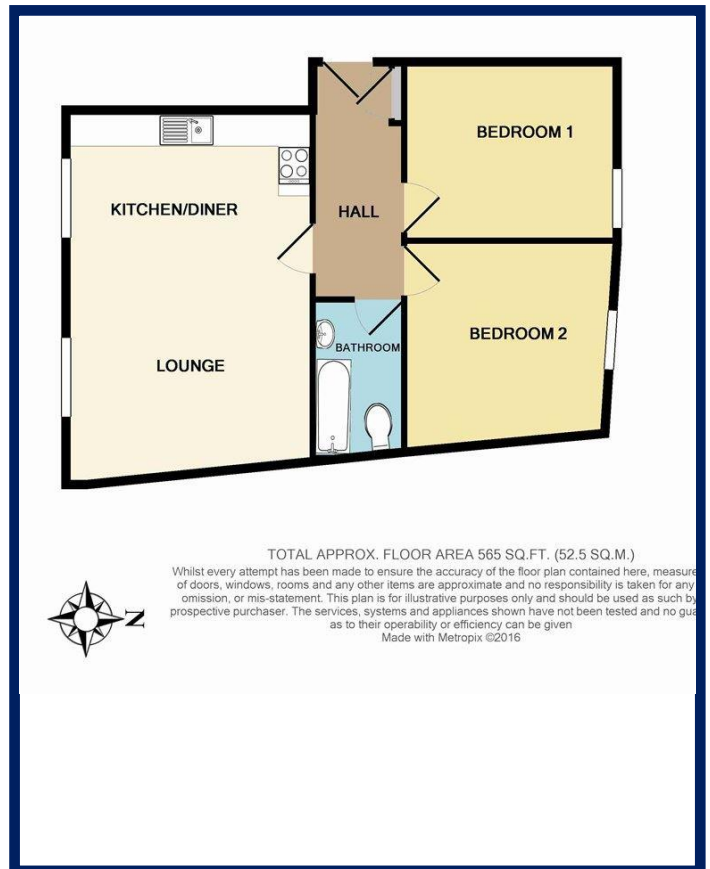 BEDROOM 1
KITCHEN/DINER
HALL
BEDROOM 2
BATHROOM
LOUNGE
TOTAL APPROX. FLOOR AREA 565 SQ.FT. (52.5 SQ.M.)
Whilst every attempt has been made to ensure the accuracy of the floor plan contained here, measure
of doors, windows, rooms and any other items are approximate and no responsibility is taken for any
omission, or mis-statement. This plan is for illustrative purposes only and should be used as such by
prospective purchaser. The services, systems and appliances shown have not been tested and no gua
as to their operability or efficiency can be given
Made with Metropix ©2016
N